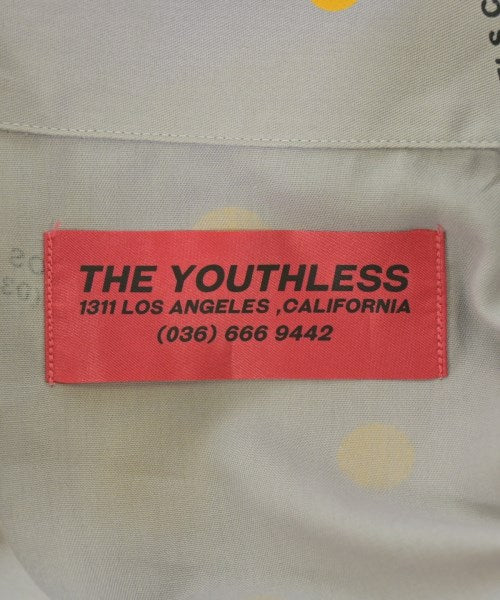 THE YOUTHLESS
1311 LOS ANGELES ,CALIFORNIA
(036) 666 9442